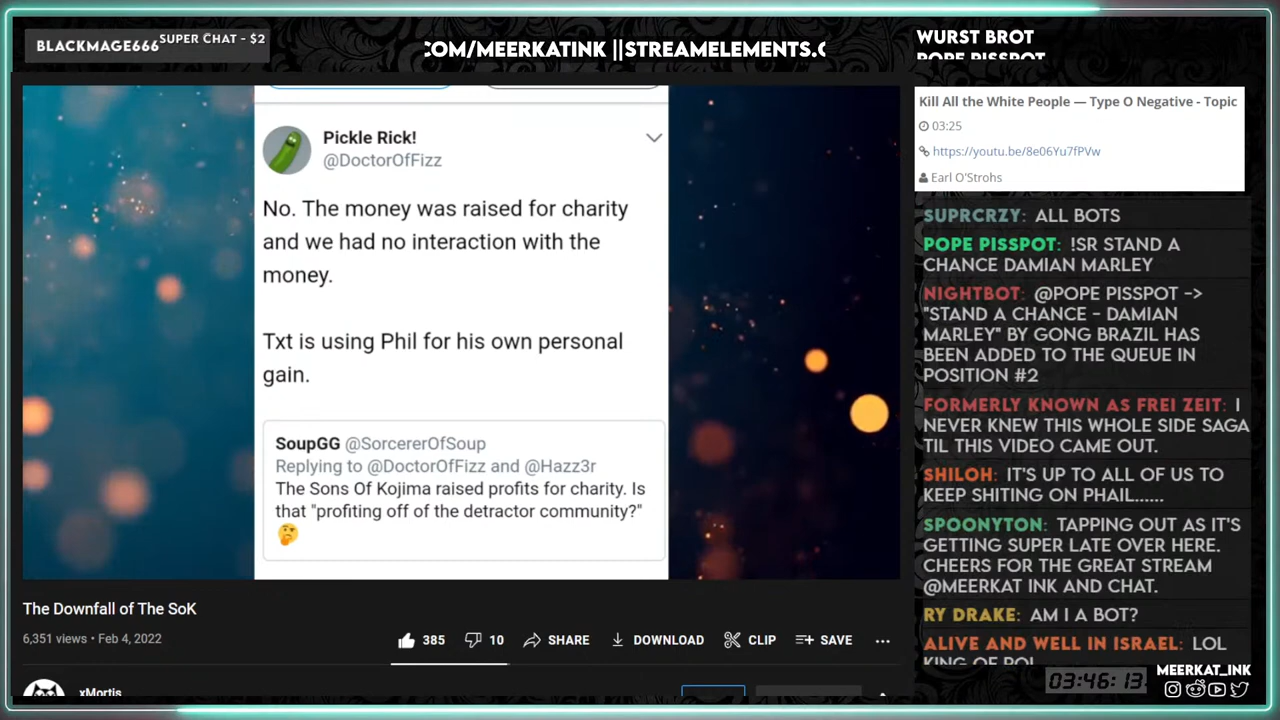 BLACKMAGE666 SUPER CHAT - $2
COM/MEERKATINK ||STREAMELEMENTS.C
WURST BROT
POPE PISSPOT
Pickle Rick!
@DoctorOfFizz
No. The money was raised for charity
and we had no interaction with the
money.
Txt is using Phil for his own personal
gain.
SoupGG @SorcererOfSoup
Replying to @DoctorOfFizz and @Hazz3r
The Sons Of Kojima raised profits for charity. Is
that "profiting off of the detractor community?"
The Downfall of The SoK
6,351 views • Feb 4, 2022
385
10
SHARE
DOWNLOAD
CLIP
SAVE
xMortis
Kill All the White People — Type O Negative - Topic
03:25
https://youtu.be/8e06Yu7fPVw
Earl O'Strohs
SUPRCRZY: ALL BOTS
POPE PISSPOT: !SR STAND A
CHANCE DAMIAN MARLEY
NIGHTBOT: @POPE PISSPOT ->
"STAND A CHANCE - DAMIAN
MARLEY" BY GONG BRAZIL HAS
BEEN ADDED TO THE QUEUE IN
POSITION #2
FORMERLY KNOWN AS FREI ZEIT: I
NEVER KNEW THIS WHOLE SIDE SAGA
TIL THIS VIDEO CAME OUT.
SHILOH: IT'S UP TO ALL OF US TO
KEEP SHITING ON PHAIL......
SPOONYTON: TAPPING OUT AS IT'S
GETTING SUPER LATE OVER HERE.
CHEERS FOR THE GREAT STREAM
@MEERKAT INK AND CHAT.
RY DRAKE: AM I A BOT?
ALIVE AND WELL IN ISRAEL: LOL
KING OF
03:46:13
MEERKAT_INK